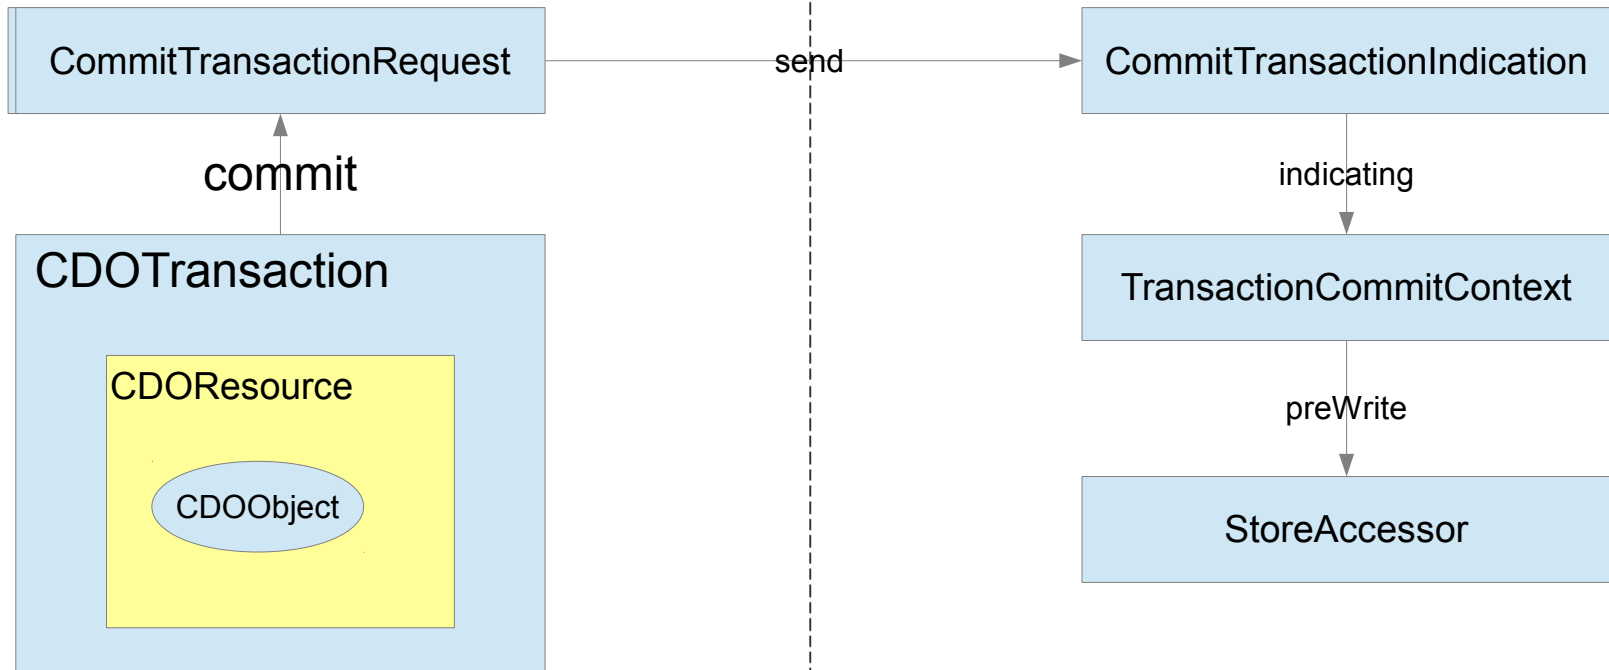 CommitTransactionRequest
send
CommitTransactionIndication
commit
indicating
CDOTransaction
TransactionCommitContext
CDOResource
preWrite
CDOObject
StoreAccessor